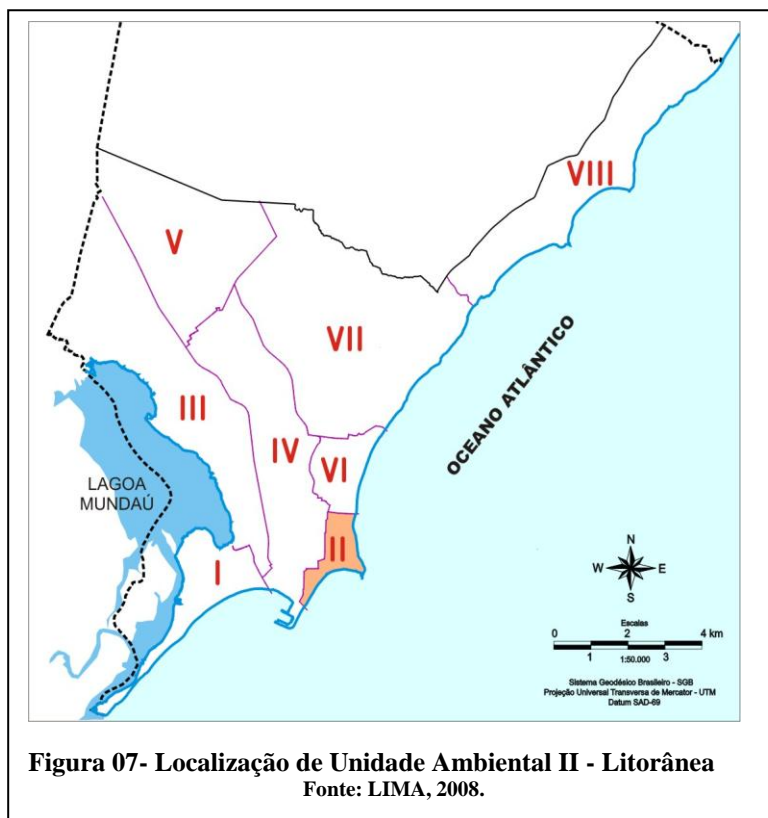 VIII
V
VII
OCEANO ATLÂNTICO
III
IV
VI
LAGOA
MUNDAÚ
II
I
N
W E
S
Escalas
0 2 4 km
1 1:50.000 3
Sistema Geodésico Brasileiro - SGB
Projeção Universal Transversa de Mercator - UTM
Datum SAD-69
Figura 07- Localização de Unidade Ambiental II - Litorânea
Fonte: LIMA, 2008.